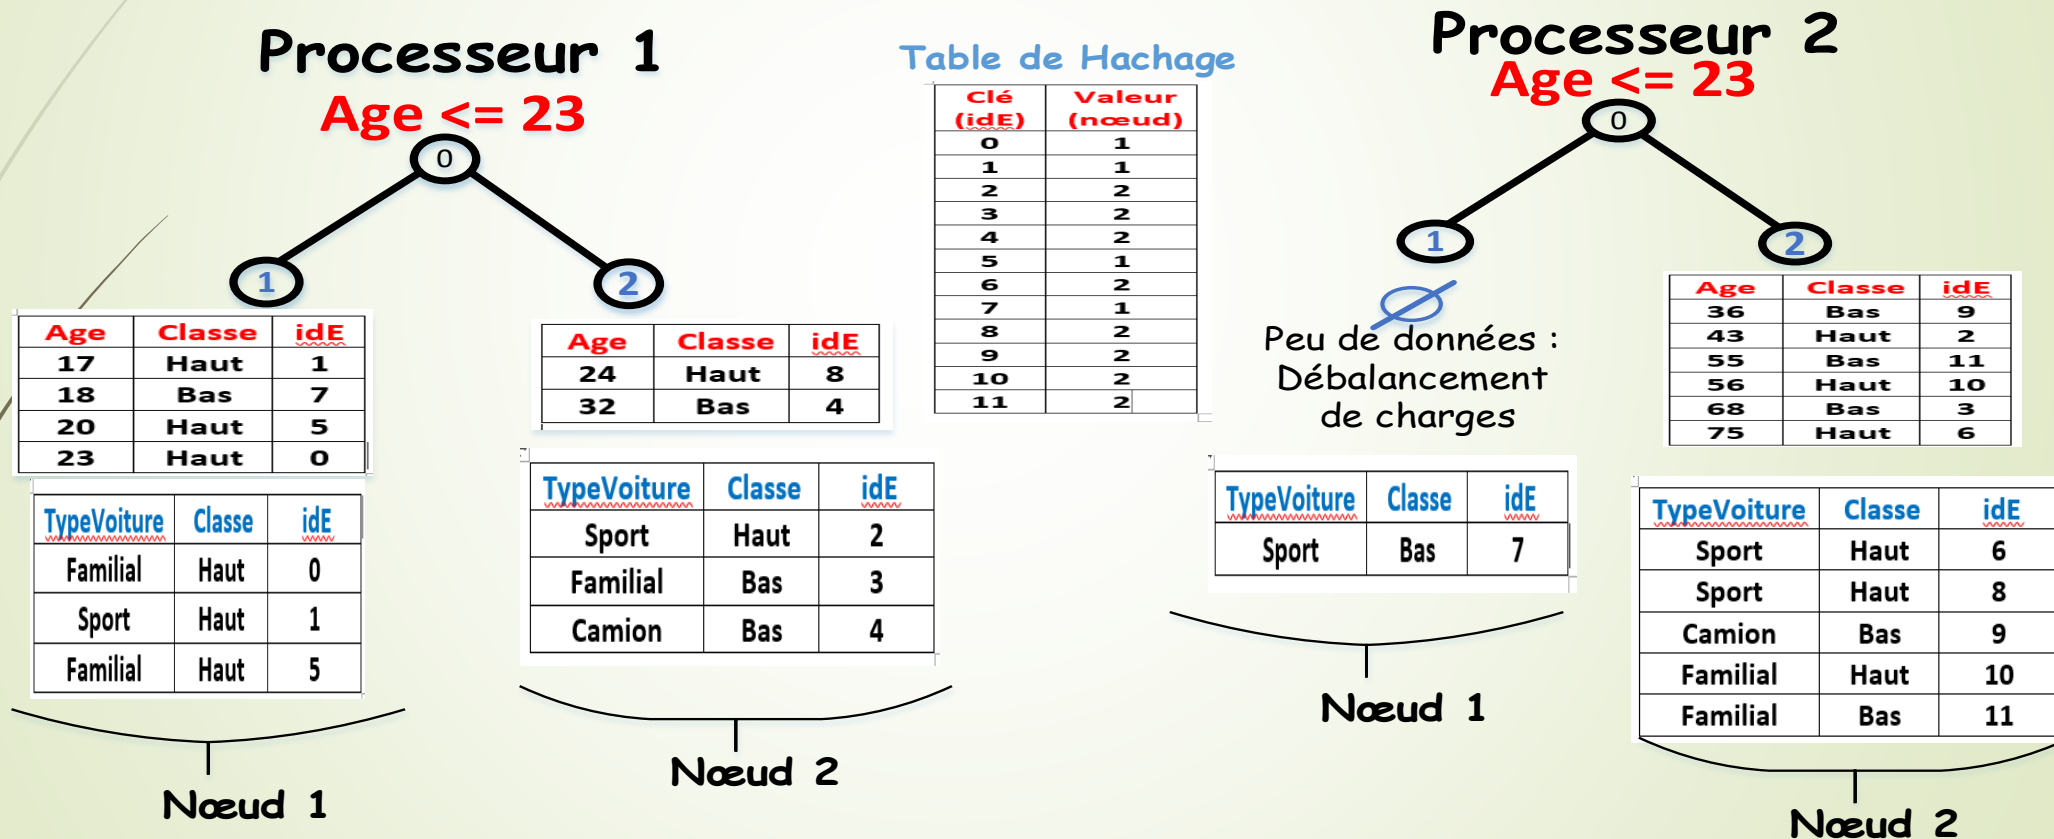 Processeur 1
Age <= 23
0
1
2
Age Classe idE
17 Haut 1
18 Bas 7
20 Haut 5
23 Haut 0
Age Classe idE
24 Haut 8
32 Bas 4
TypeVoiture Classe idE
Familial Haut 0
Sport Haut 1
Familial Haut 5
TypeVoiture Classe idE
Sport Haut 2
Familial Bas 3
Camion Bas 4
Nœud 1
Nœud 2
Table de Hachage
Clé Valeur
(idE) (nœud)
0 1
1 1
2 2
3 2
4 2
5 1
6 2
7 1
8 2
9 2
10 2
11 2
Processeur 2
Age <= 23
0
1
2
Peu de données :
Débalancement
de charges
Age Classe idE
36 Bas 9
43 Haut 2
55 Bas 11
56 Haut 10
68 Bas 3
75 Haut 6
TypeVoiture Classe idE
Sport Bas 7
TypeVoiture Classe idE
Sport Haut 6
Sport Haut 8
Camion Bas 9
Familial Haut 10
Familial Bas 11
Nœud 1
Nœud 2